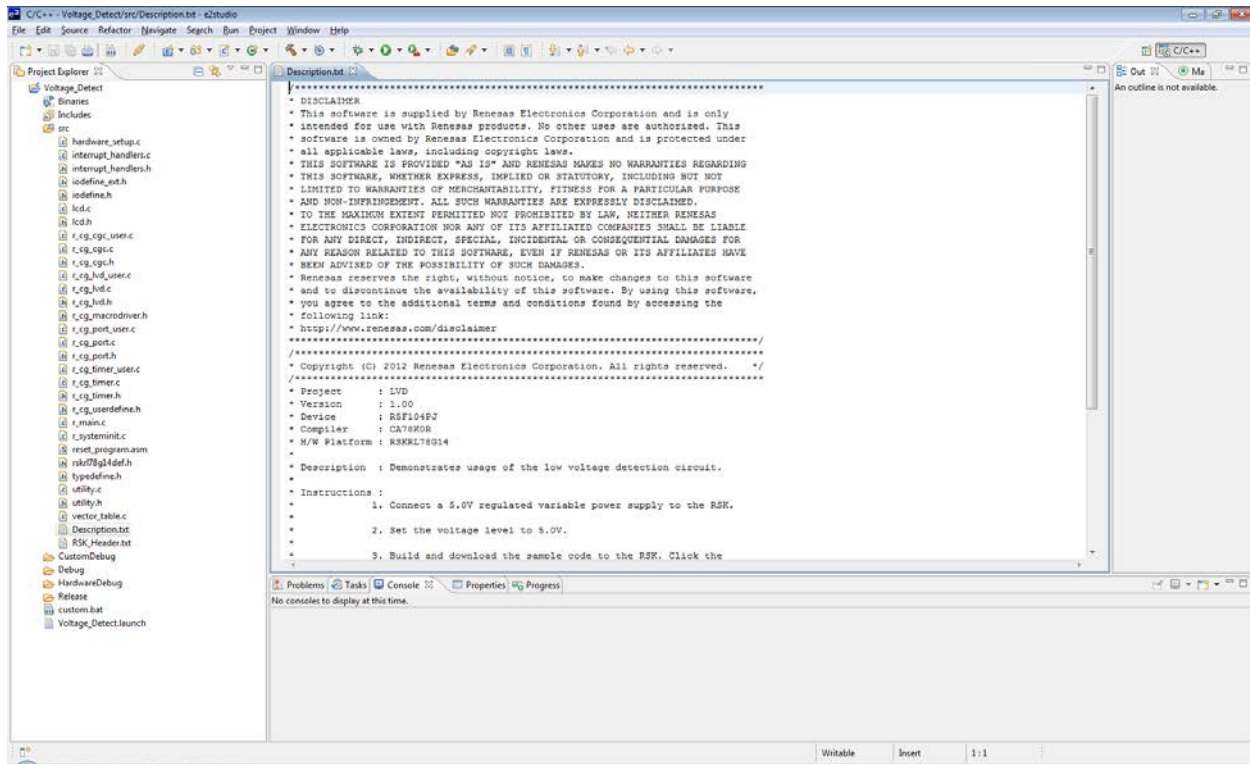 C/C++ - Voltage_Detect/src/Description.txt - e2studio
File Edit Source Refactor Navigate Search Run Project Window Help
C/C++
Project Explorer
Voltage_Detect
Binaries
Includes
src
hardware_setup.c
interrupt_handlers.c
interrupt_handlers.h
iodefine_ext.h
iodefine.h
lcd.c
lcd.h
r_cg_cgc_user.c
r_cg_cgc.c
r_cg_cgc.h
r_cg_lvd_user.c
r_cg_lvd.c
r_cg_lvd.h
r_cg_macrodriver.h
r_cg_port_user.c
r_cg_port.c
r_cg_port.h
r_cg_timer_user.c
r_cg_timer.c
r_cg_timer.h
r_cg_userdefine.h
r_main.c
r_systeminit.c
reset_program.asm
rskrl78g14def.h
typedefine.h
utility.c
utility.h
vector_table.c
Description.txt
RSK_Header.txt
CustomDebug
Debug
HardwareDebug
Release
custom.bat
Voltage_Detect.launch
Description.txt
/*******************************************************************************
* DISCLAIMER
* This software is supplied by Renesas Electronics Corporation and is only
* intended for use with Renesas products. No other uses are authorized. This
* software is owned by Renesas Electronics Corporation and is protected under
* all applicable laws, including copyright laws.
* THIS SOFTWARE IS PROVIDED "AS IS" AND RENESAS MAKES NO WARRANTIES REGARDING
* THIS SOFTWARE, WHETHER EXPRESS, IMPLIED OR STATUTORY, INCLUDING BUT NOT
* LIMITED TO WARRANTIES OF MERCHANTABILITY, FITNESS FOR A PARTICULAR PURPOSE
* AND NON-INFRINGEMENT. ALL SUCH WARRANTIES ARE EXPRESSLY DISCLAIMED.
* TO THE MAXIMUM EXTENT PERMITTED NOT PROHIBITED BY LAW, NEITHER RENESAS
* ELECTRONICS CORPORATION NOR ANY OF ITS AFFILIATED COMPANIES SHALL BE LIABLE
* FOR ANY DIRECT, INDIRECT, SPECIAL, INCIDENTAL OR CONSEQUENTIAL DAMAGES FOR
* ANY REASON RELATED TO THIS SOFTWARE, EVEN IF RENESAS OR ITS AFFILIATES HAVE
* BEEN ADVISED OF THE POSSIBILITY OF SUCH DAMAGES.
* Renesas reserves the right, without notice, to make changes to this software
* and to discontinue the availability of this software. By using this software,
* you agree to the additional terms and conditions found by accessing the
* following link:
* http://www.renesas.com/disclaimer
*******************************************************************************/
/*******************************************************************************
* Copyright (C) 2012 Renesas Electronics Corporation. All rights reserved. */
/*******************************************************************************
* Project : LVD
* Version : 1.00
* Device : R5F104PJ
* Compiler : CA78K0R
* H/W Platform : RSKRL78G14
*
* Description : Demonstrates usage of the low voltage detection circuit.
*
* Instructions :
* 1. Connect a 5.0V regulated variable power supply to the RSK.
*
* 2. Set the voltage level to 5.0V.
*
* 3. Build and download the sample code to the RSK. Click the
Out Ma
An outline is not available.
Problems Tasks Console Properties Progress
No consoles to display at this time.
Writable Insert 1:1